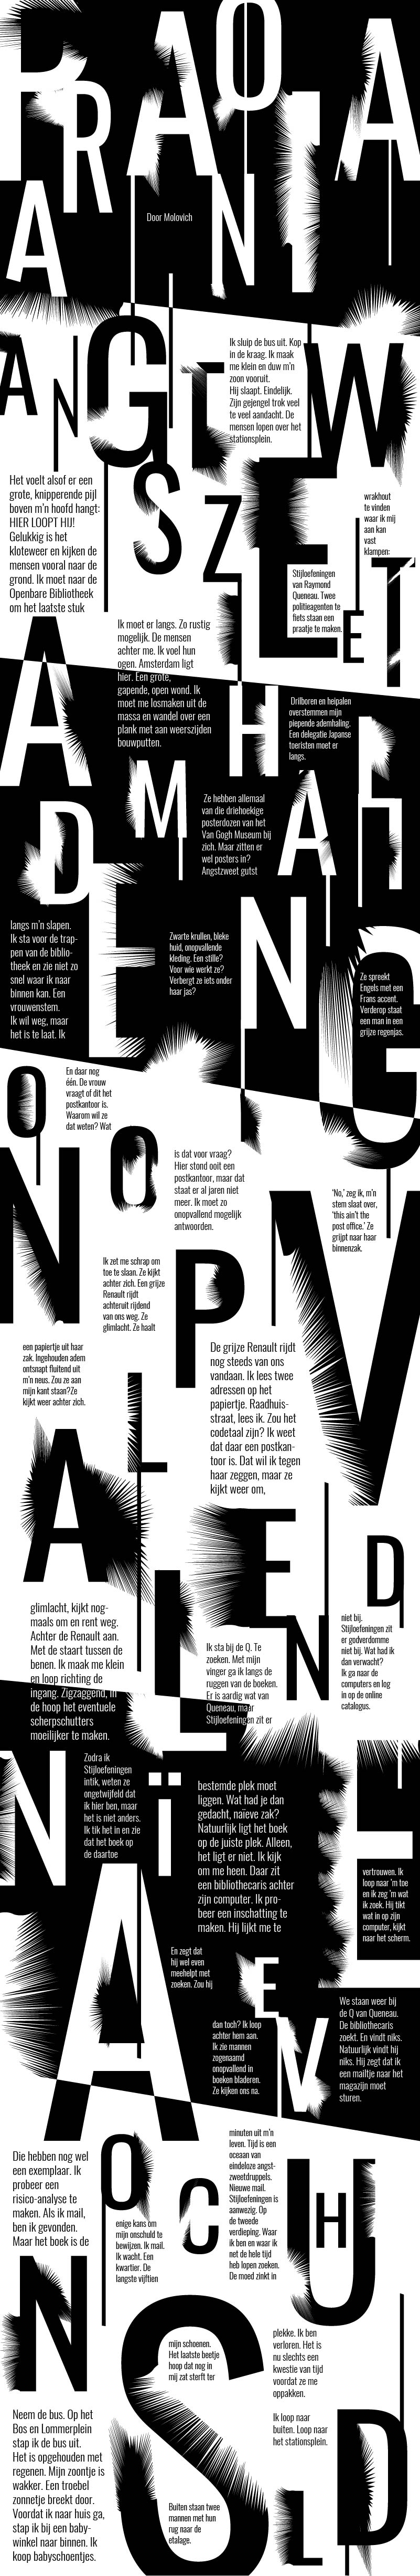 PARANOIA
Door Molovich
ANGSTZWEET
Ik sluip de bus uit. Kop
in de kraag. Ik maak
me klein en duw m'n
zoon vooruit.
Hij slaapt. Eindelijk.
Zijn gejengel trok veel
te veel aandacht. De
mensen lopen over het
stationsplein.
Het voelt alsof er een
grote, knipperende pijl
boven m'n hoofd hangt:
HIER LOOPT HIJ!
Gelukkig is het
kloteweer en kijken de
mensen vooral naar de
grond. Ik moet naar de
Openbare Bibliotheek
om het laatste stuk
wrakhout
te vinden
waar ik mij
aan kan
vast
klampen:
Stijloefeningen
van Raymond
Queneau. Twee
politieagenten te
fiets staan een
praatje te maken.
Ik moet er langs. Zo rustig
mogelijk. De mensen
achter me. Ik voel hun
ogen. Amsterdam ligt
hier. Een grote,
gapende, open wond. Ik
moet me losmaken uit de
massa en wandel over een
plank met aan weerszijden
bouwputten.
ADEMHALING
Drilboren en heipalen
overstemmen mijn
piepende ademhaling.
Een delegatie Japanse
toeristen moet er
langs.
Ze hebben allemaal
van die driehoekige
posterdozen van het
Van Gogh Museum bij
zich. Maar zitten er
wel posters in?
Angstzweet gutst
langs m'n slapen.
Ik sta voor de trap-
pen van de biblio-
theek en zie niet zo
snel waar ik naar
binnen kan. Een
vrouwenstem.
Ik wil weg, maar
het is te laat. Ik
Zwarte krullen, bleke
huid, onopvallende
kleding. Een stille?
Voor wie werkt ze?
Verbergt ze iets onder
haar jas?
Ze spreekt
Engels met een
Frans accent.
Verderop staat
een man in een
grijze regenjas.
ONOPVALLEND
En daar nog
één. De vrouw
vraagt of dit het
postkantoor is.
Waarom wil ze
dat weten? Wat
is dat voor vraag?
Hier stond ooit een
postkantoor, maar dat
staat er al jaren niet
meer. Ik moet zo
onopvallend mogelijk
antwoorden.
'No,' zeg ik, m'n
stem slaat over,
'this ain't the
post office.' Ze
grijpt naar haar
binnenzak.
Ik zet me schrap om
toe te slaan. Ze kijkt
achter zich. Een grijze
Renault rijdt
achteruit rijdend
van ons weg. Ze
glimlacht. Ze haalt
een papiertje uit haar
zak. Ingehouden adem
ontsnapt fluitend uit
m'n neus. Zou ze aan
mijn kant staan?Ze
kijkt weer achter zich.
De grijze Renault rijdt
nog steeds van ons
vandaan. Ik lees twee
adressen op het
papiertje. Raadhuis-
straat, lees ik. Zou het
codetaal zijn? Ik weet
dat daar een postkan-
toor is. Dat wil ik tegen
haar zeggen, maar ze
kijkt weer om,
glimlacht, kijkt nog-
maals om en rent weg.
Achter de Renault aan.
Met de staart tussen de
benen. Ik maak me klein
en loop richting de
ingang. Zigzaggend, in
de hoop het eventuele
scherpschutters
moeilijker te maken.
Ik sta bij de Q. Te
zoeken. Met mijn
vinger ga ik langs de
ruggen van de boeken.
Er is aardig wat van
Queneau, maar
Stijloefeningen zit er
niet bij.
Stijloefeningen zit
er godverdomme
niet bij. Wat had ik
dan verwacht?
Ik ga naar de
computers en log
in op de online
catalogus.
NAÏEVE
Zodra ik
Stijloefeningen
intik, weten ze
ongetwijfeld dat
ik hier ben, maar
het is niet anders.
Ik tik het in en zie
dat het boek op
de daartoe
bestemde plek moet
liggen. Wat had je dan
gedacht, naïeve zak?
Natuurlijk ligt het boek
op de juiste plek. Alleen,
het ligt er niet. Ik kijk
om me heen. Daar zit
een bibliothecaris achter
zijn computer. Ik pro-
beer een inschatting te
maken. Hij lijkt me te
vertrouwen. Ik
loop naar 'm toe
en ik zeg 'm wat
ik zoek. Hij tikt
wat in op zijn
computer, kijkt
naar het scherm.
En zegt dat
hij wel even
meehelpt met
zoeken. Zou hij
dan toch? Ik loop
achter hem aan.
Ik zie mannen
zogenaamd
onopvallend in
boeken bladeren.
Ze kijken ons na.
We staan weer bij
de Q van Queneau.
De bibliothecaris
zoekt. En vindt niks.
Natuurlijk vindt hij
niks. Hij zegt dat ik
een mailtje naar het
magazijn moet
sturen.
ONSCHULD
Die hebben nog wel
een exemplaar. Ik
probeer een
risico-analyse te
maken. Als ik mail,
ben ik gevonden.
Maar het boek is de
enige kans om
mijn onschuld te
bewijzen. Ik mail.
Ik wacht. Een
kwartier. De
langste vijftien
minuten uit m'n
leven. Tijd is een
oceaan van
eindeloze angst-
zweetdruppels.
Nieuwe mail.
Stijloefeningen is
aanwezig. Op
de tweede
verdieping. Waar
ik ben en waar ik
net de hele tijd
heb lopen zoeken.
De moed zinkt in
mijn schoenen.
Het laatste beetje
hoop dat nog in
mij zat sterft ter
plekke. Ik ben
verloren. Het is
nu slechts een
kwestie van tijd
voordat ze me
oppakken.
Ik loop naar
buiten. Loop naar
het stationsplein.
Neem de bus. Op het
Bos en Lommerplein
stap ik de bus uit.
Het is opgehouden met
regenen. Mijn zoontje is
wakker. Een troebel
zonnetje breekt door.
Voordat ik naar huis ga,
stap ik bij een baby-
winkel naar binnen. Ik
koop babyschoentjes.
Buiten staan twee
mannen met hun
rug naar de
etalage.